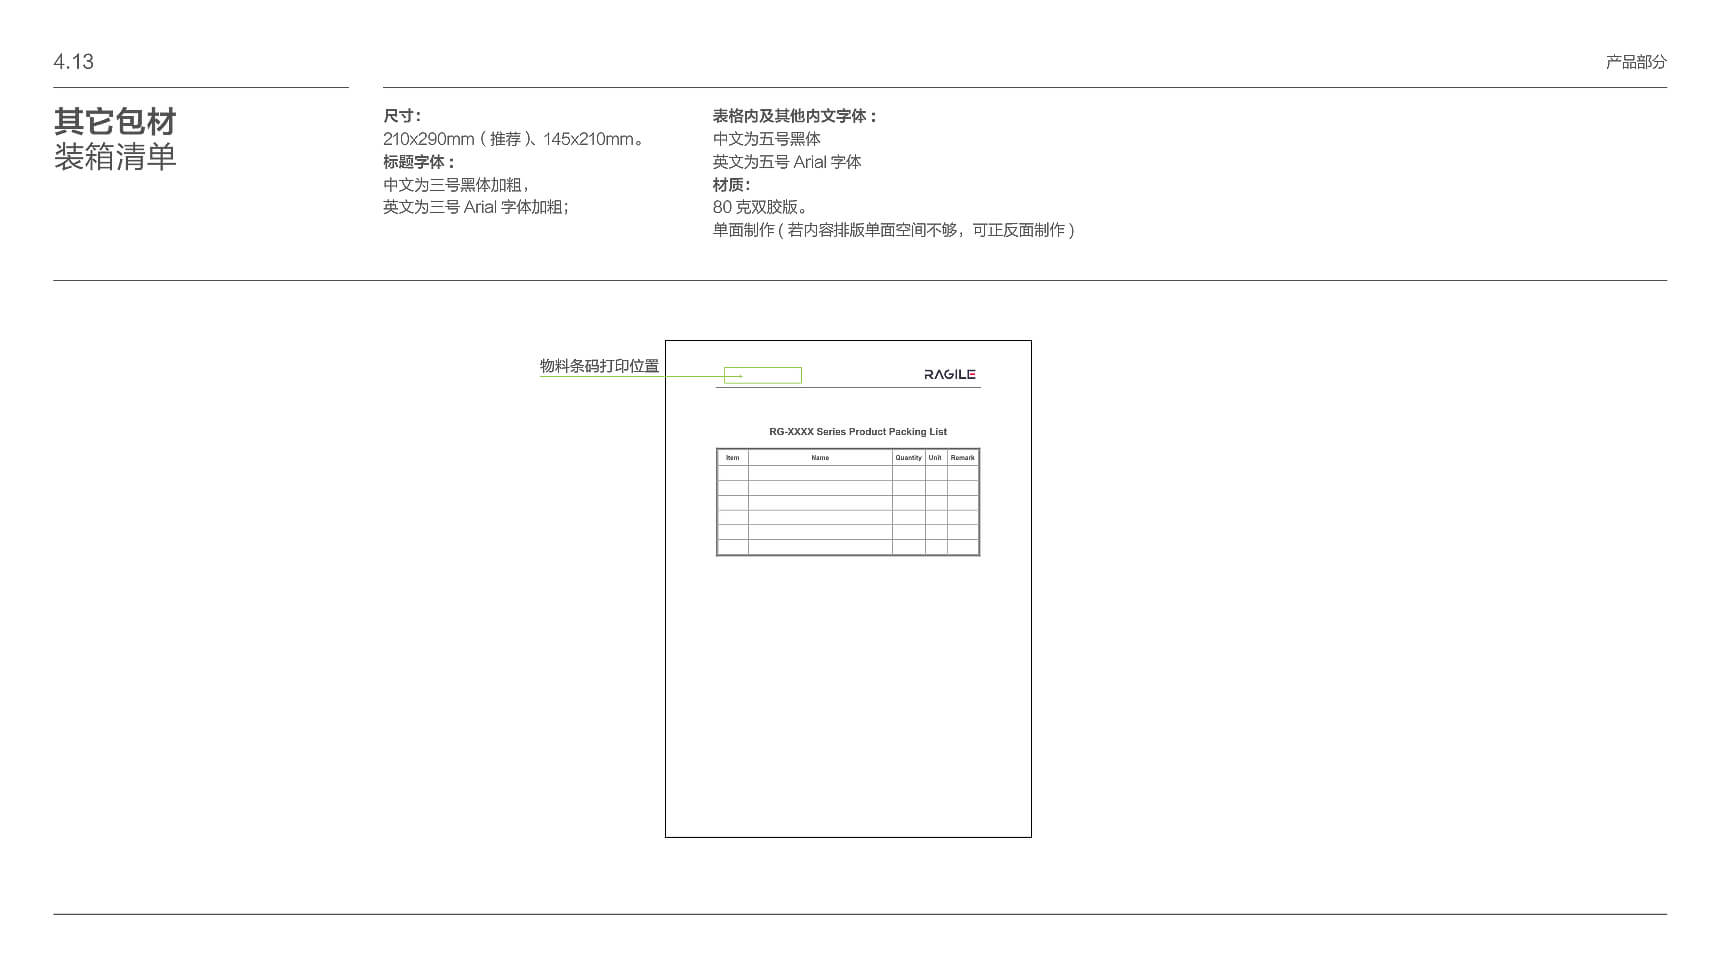 4.13
产品部分
其它包材
装箱清单
尺寸：
210x290mm（推荐）、145x210mm。
标题字体：
中文为三号黑体加粗，
英文为三号 Arial 字体加粗；
表格内及其他内文字体：
中文为五号黑体
英文为五号 Arial 字体
材质：
80 克双胶版。
单面制作 ( 若内容排版单面空间不够，可正反面制作 )
物料条码打印位置
RAGILE
RG-XXXX Series Product Packing List
Item Name Quantity Unit Remark